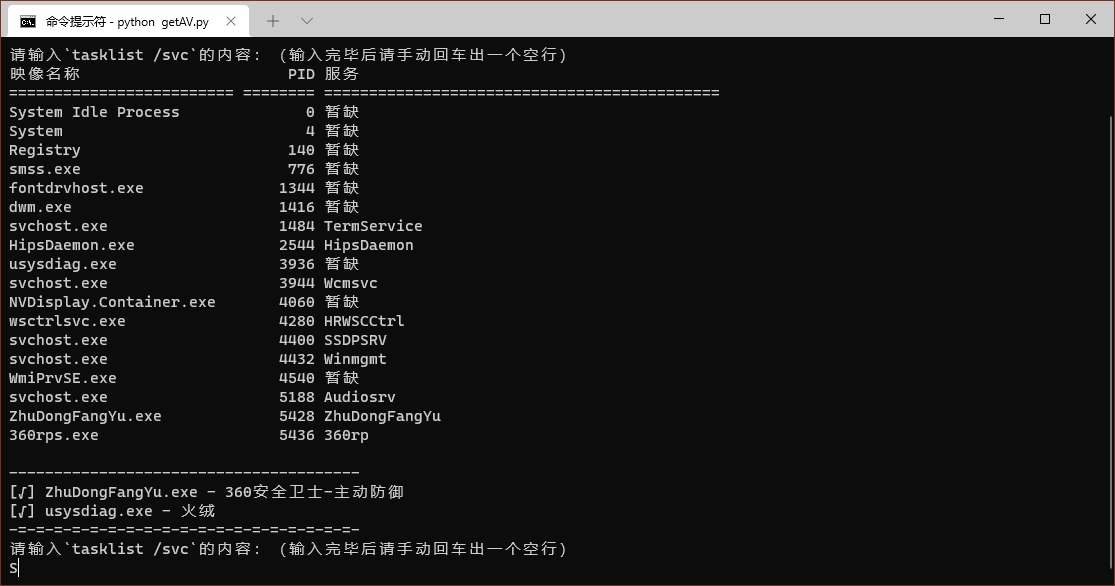 命令提示符 - python  getAV.py
请输入`tasklist /svc`的内容: (输入完毕后请手动回车出一个空行)
映像名称                       PID 服务
========================= ======== ============================================
System Idle Process              0 暂缺
System                           4 暂缺
Registry                       140 暂缺
smss.exe                       776 暂缺
fontdrvhost.exe               1344 暂缺
dwm.exe                       1416 暂缺
svchost.exe                   1484 TermService
HipsDaemon.exe                2544 HipsDaemon
usysdiag.exe                  3936 暂缺
svchost.exe                   3944 Wcmsvc
NVDisplay.Container.exe       4060 暂缺
wsctrlsvc.exe                 4280 HRWSCCtrl
svchost.exe                   4400 SSDPSRV
svchost.exe                   4432 Winmgmt
WmiPrvSE.exe                  4540 暂缺
svchost.exe                   5188 Audiosrv
ZhuDongFangYu.exe             5428 ZhuDongFangYu
360rps.exe                    5436 360rp
---------------------------------------
[√] ZhuDongFangYu.exe - 360安全卫士-主动防御
[√] usysdiag.exe - 火绒
-=-=-=-=-=-=-=-=-=-=-=-=-=-=-=-=-=-=-=-
请输入`tasklist /svc`的内容: (输入完毕后请手动回车出一个空行)
S